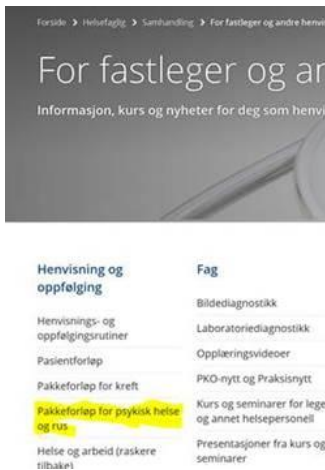 Forside > Helsefaglig > Samhandling > For fastleger og andre
For fastleger og
Informasjon, kurs og nyheter for deg som
Henvisning og
oppfølging
Henvisnings- og
oppfølgingsrutiner
Pasientforløp
Pakkeforløp for kreft
Pakkeforløp for psykisk helse
og rus
Helse og arbeid (raskere
tilbake)
Fag
Bildediagnostikk
Laboratoriediagnostikk
Opplæringsvideoer
PKO-nytt og Praksisnytt
Kurs og seminarer for lege
og annet helsepersonell
Presentasjoner fra kurs og
seminarer